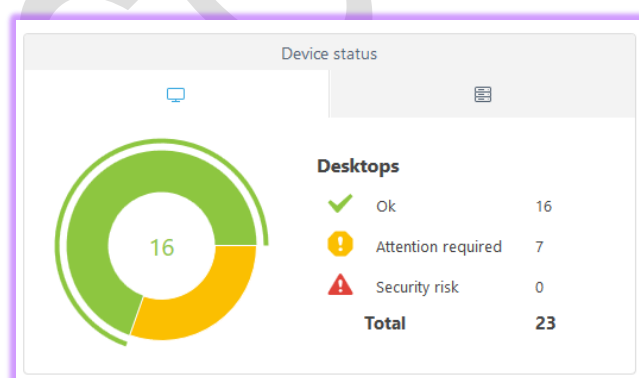 Device status
Desktops
16
Ok 16
Attention required 7
Security risk 0
Total 23